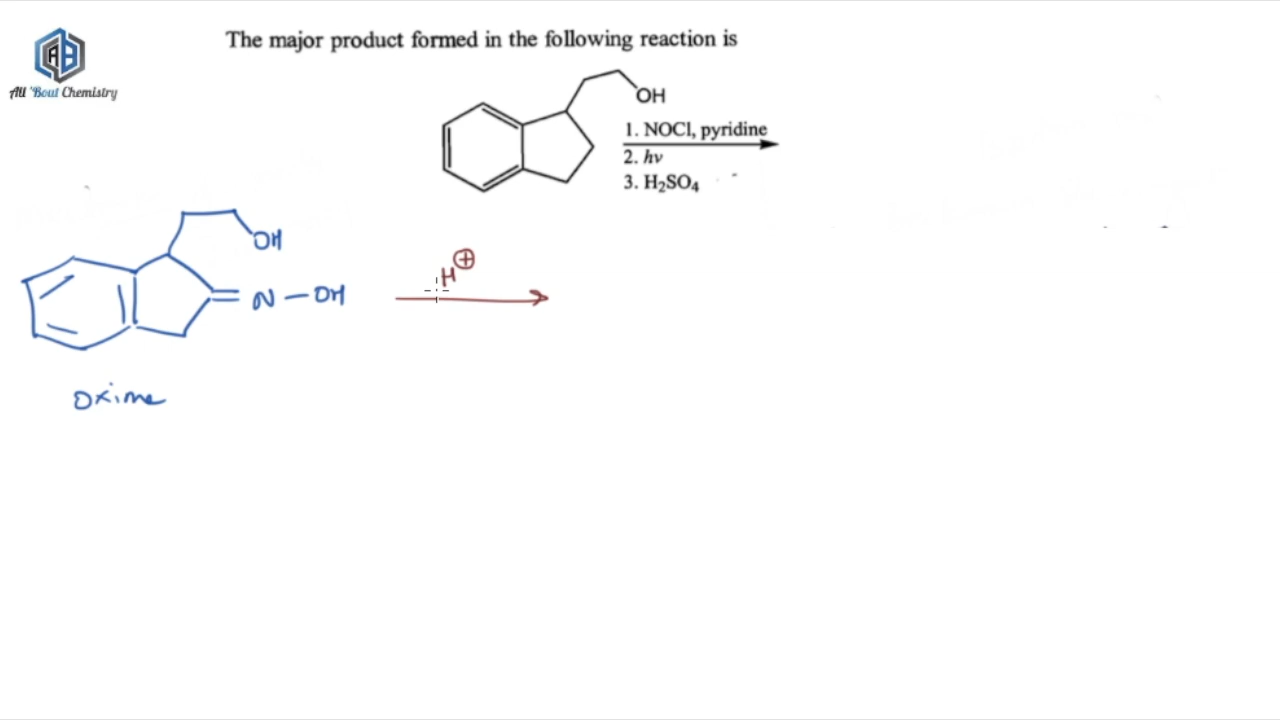 The major product formed in the following reaction is
All 'Bout Chemistry
OH
1. NOCl, pyridine
2. hν
3. H₂SO₄
OH
N — OH
H⊕
Oxime